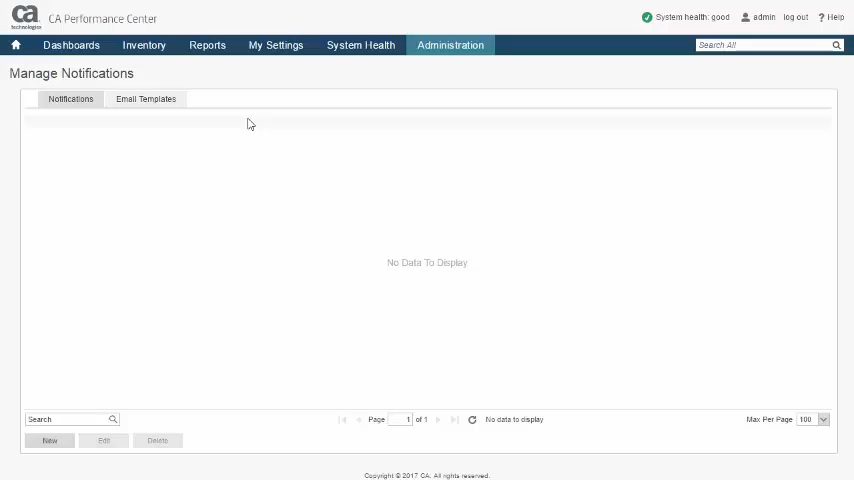 ca
technologies
CA Performance Center
System health: good
admin
log out
? Help
Dashboards
Inventory
Reports
My Settings
System Health
Administration
Search All
Manage Notifications
Notifications
Email Templates
No Data To Display
Search
Page 1 of 1
No data to display
Max Per Page 100
New
Edit
Delete
Copyright © 2017 CA. All rights reserved.